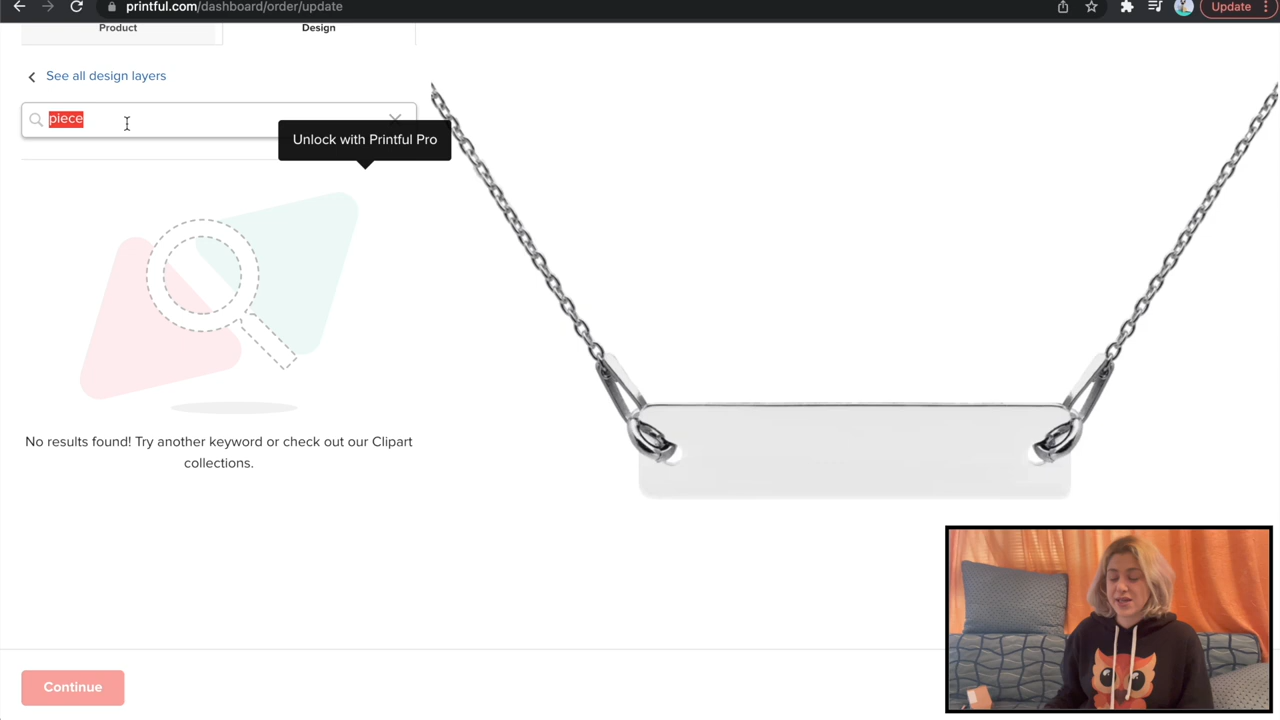 printful.com/dashboard/order/update
Update
Product
Design
See all design layers
piece
Unlock with Printful Pro
No results found! Try another keyword or check out our Clipart
collections.
Continue